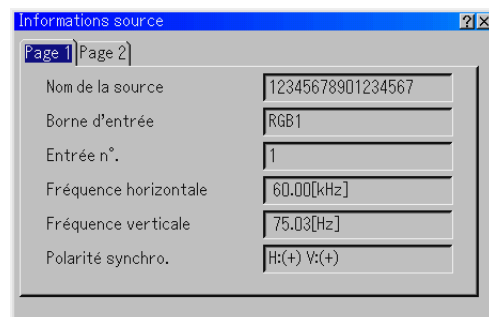 Informations source
Page 1 Page 2
Nom de la source 12345678901234567
Borne d'entrée RGB1
Entrée n°. 1
Fréquence horizontale 60.00[kHz]
Fréquence verticale 75.03[Hz]
Polarité synchro. H:(+) V:(+)